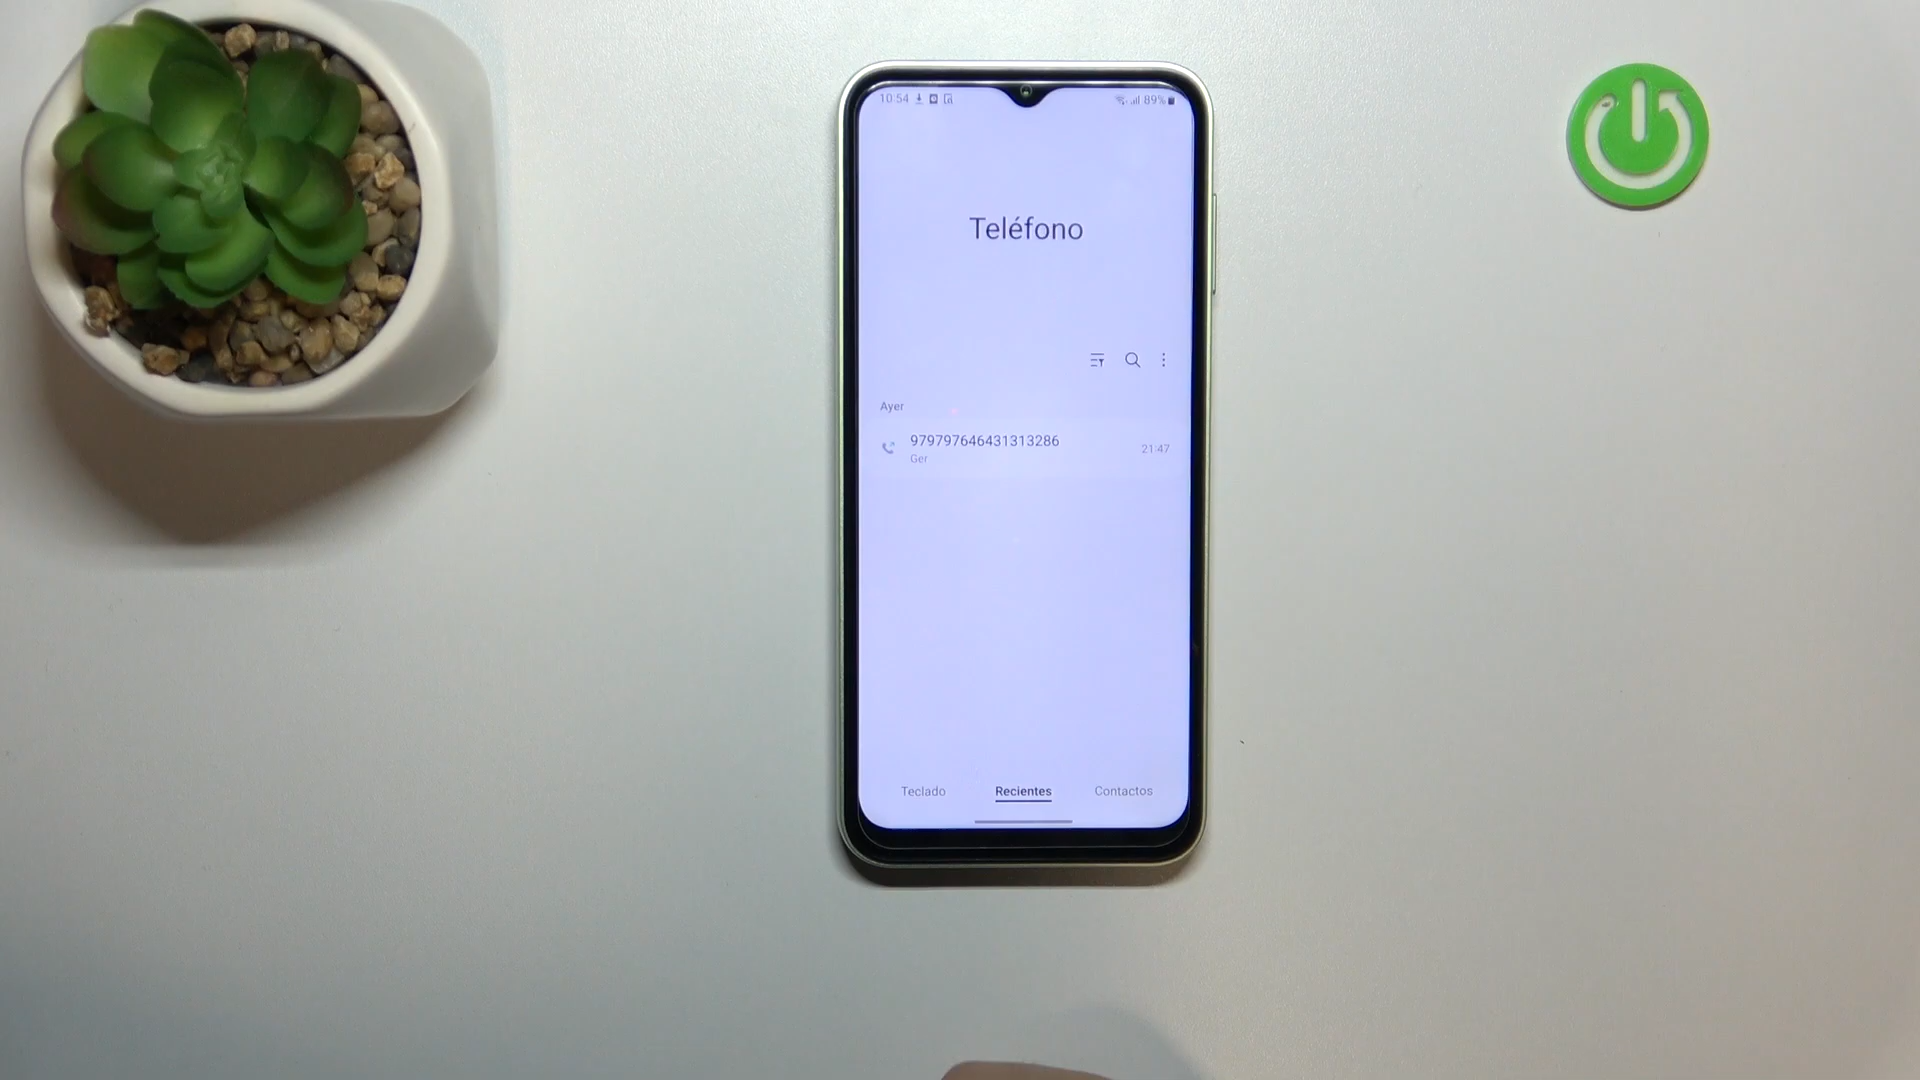 10:54
89%
Teléfono
Ayer
979797646431313286
Ger
21:47
Teclado
Recientes
Contactos